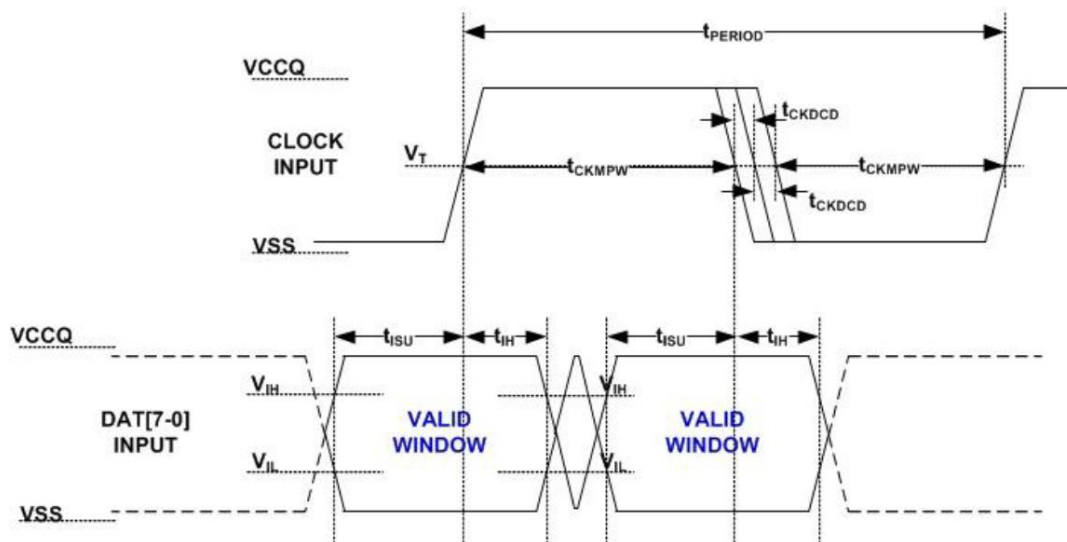 tPERIOD
VCCQ
tCKDCD
CLOCK
INPUT
VT
tCKMPW
tCKMPW
tCKDCD
VSS
VCCQ
tISU
tIH
tISU
tIH
VIH
VIH
DAT[7-0]
INPUT
VALID
WINDOW
VALID
WINDOW
VIL
VIL
VSS